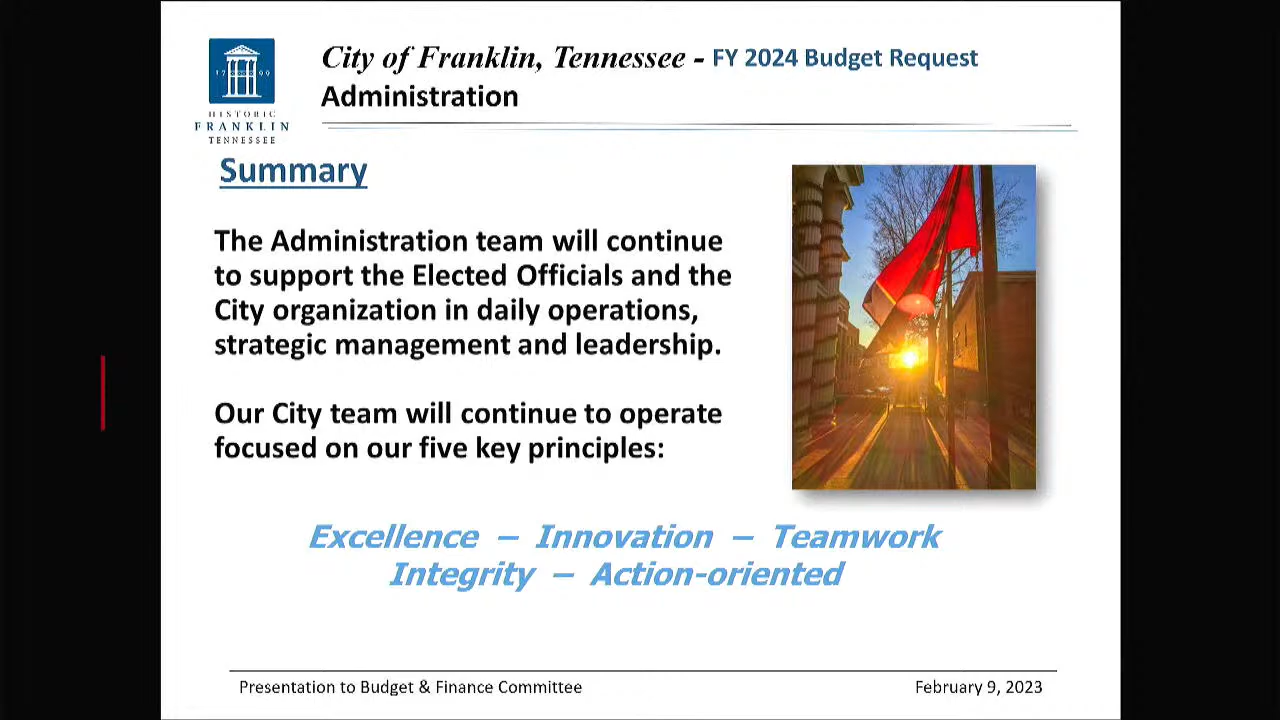 City of Franklin, Tennessee - FY 2024 Budget Request
Administration
17 99
HISTORIC
FRANKLIN
TENNESSEE
Summary
The Administration team will continue
to support the Elected Officials and the
City organization in daily operations,
strategic management and leadership.
Our City team will continue to operate
focused on our five key principles:
Excellence – Innovation – Teamwork
Integrity – Action-oriented
Presentation to Budget & Finance Committee
February 9, 2023